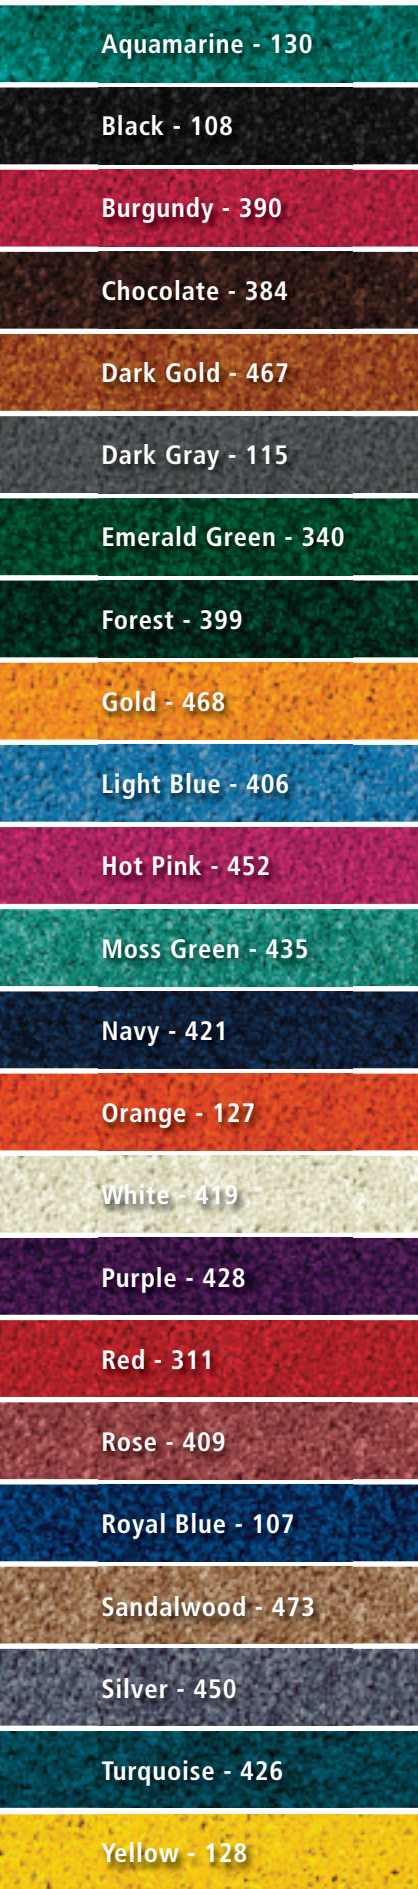 Aquamarine - 130
Black - 108
Burgundy - 390
Chocolate - 384
Dark Gold - 467
Dark Gray - 115
Emerald Green - 340
Forest - 399
Gold - 468
Light Blue - 406
Hot Pink - 452
Moss Green - 435
Navy - 421
Orange - 127
White - 419
Purple - 428
Red - 311
Rose - 409
Royal Blue - 107
Sandalwood - 473
Silver - 450
Turquoise - 426
Yellow - 128